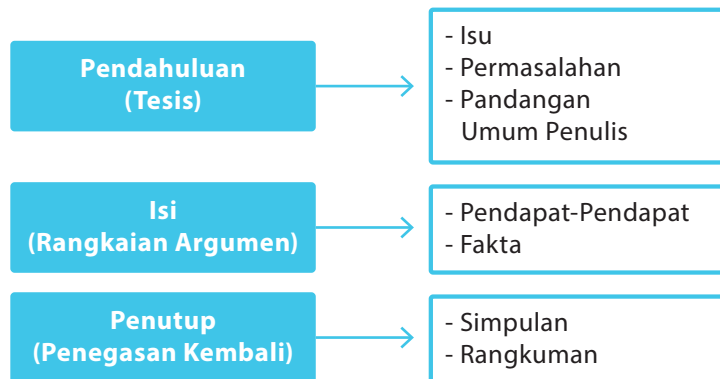 Pendahuluan
(Tesis)
- Isu
- Permasalahan
- Pandangan
Umum Penulis
Isi
(Rangkaian Argumen)
- Pendapat-Pendapat
- Fakta
Penutup
(Penegasan Kembali)
- Simpulan
- Rangkuman